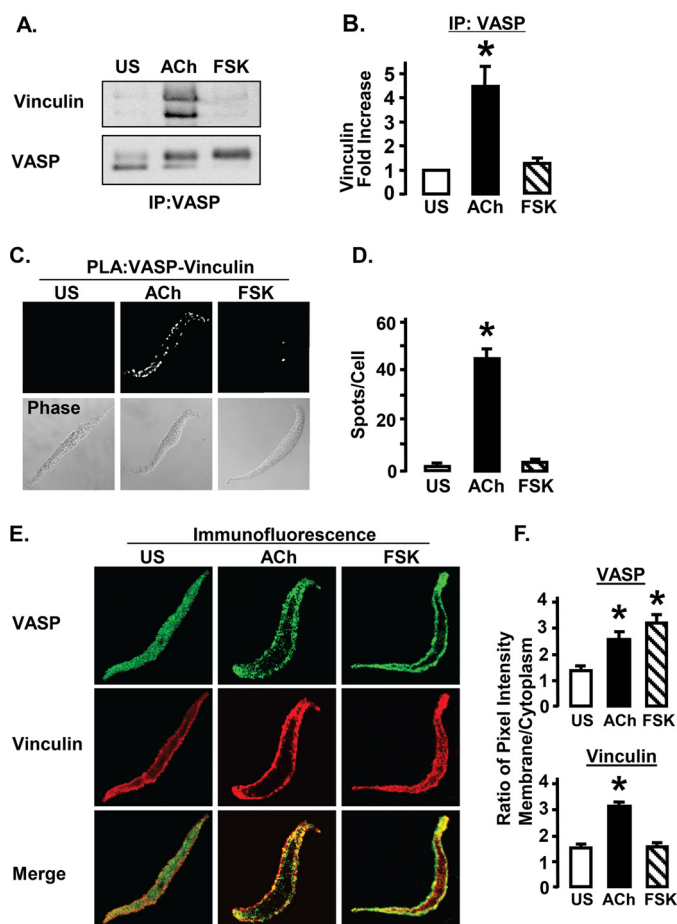 A.
US ACh FSK
Vinculin
VASP
IP:VASP
B.
IP: VASP
*
Vinculin
Fold Increase
5
4
3
2
1
0
US ACh FSK
C.
PLA:VASP-Vinculin
US ACh FSK
Phase
D.
*
Spots/Cell
60
40
20
0
US ACh FSK
E.
Immunofluorescence
US ACh FSK
VASP
Vinculin
Merge
F.
VASP
* *
Ratio of Pixel Intensity
Membrane/Cytoplasm
4
3
2
1
0
US ACh FSK
Vinculin
*
4
3
2
1
0
US ACh FSK